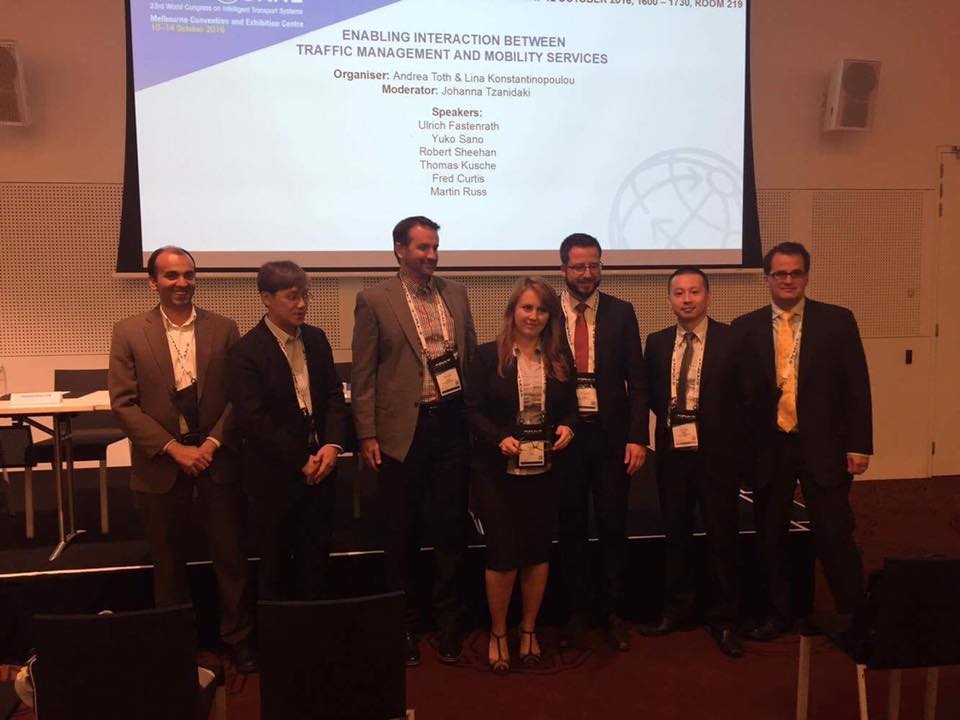 23rd World Congress on Intelligent Transport Systems
Melbourne Convention and Exhibition Centre
10–14 October 2016
OCTOBER 2016, 1600 – 1730, ROOM 219
ENABLING INTERACTION BETWEEN
TRAFFIC MANAGEMENT AND MOBILITY SERVICES
Organiser: Andrea Toth & Lina Konstantinopoulou
Moderator: Johanna Tzanidaki
Speakers:
Ulrich Fastenrath
Yuko Sano
Robert Sheehan
Thomas Kusche
Fred Curtis
Martin Russ